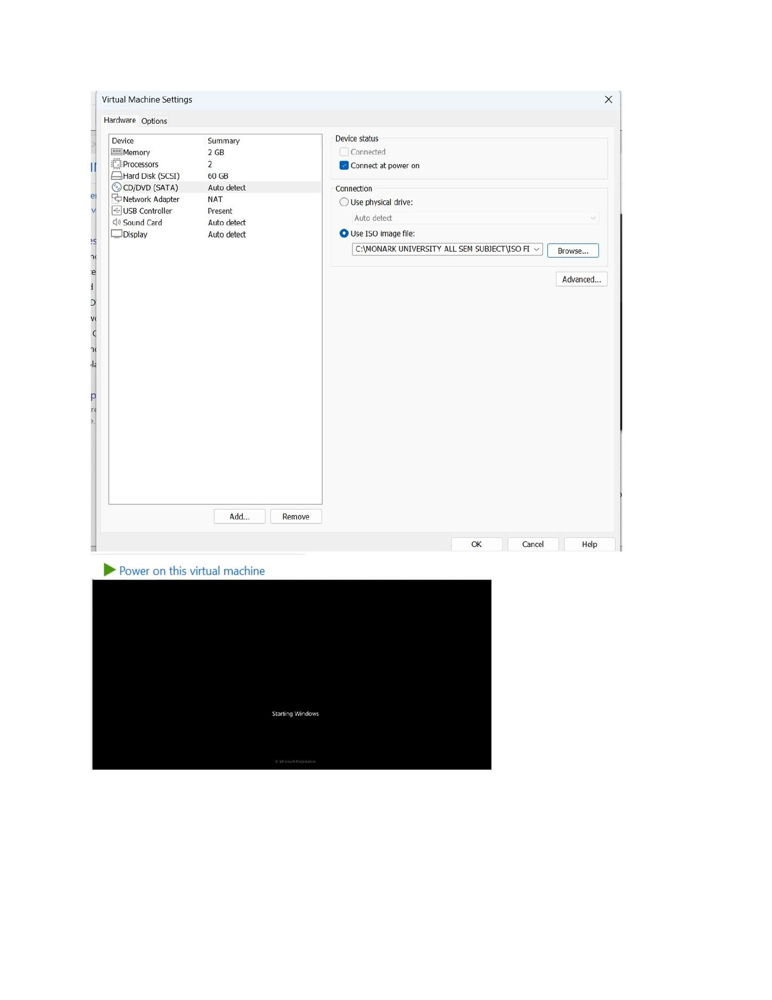 Virtual Machine Settings
Hardware Options
Device Summary
Memory 2 GB
Processors 2
Hard Disk (SCSI) 60 GB
CD/DVD (SATA) Auto detect
Network Adapter NAT
USB Controller Present
Sound Card Auto detect
Display Auto detect
Add... Remove
Device status
Connected
Connect at power on
Connection
Use physical drive:
Auto detect
Use ISO image file:
C:\MONARK UNIVERSITY ALL SEM SUBJECT\ISO FI
Browse...
Advanced...
OK Cancel Help
Power on this virtual machine
Starting Windows
© Microsoft Corporation